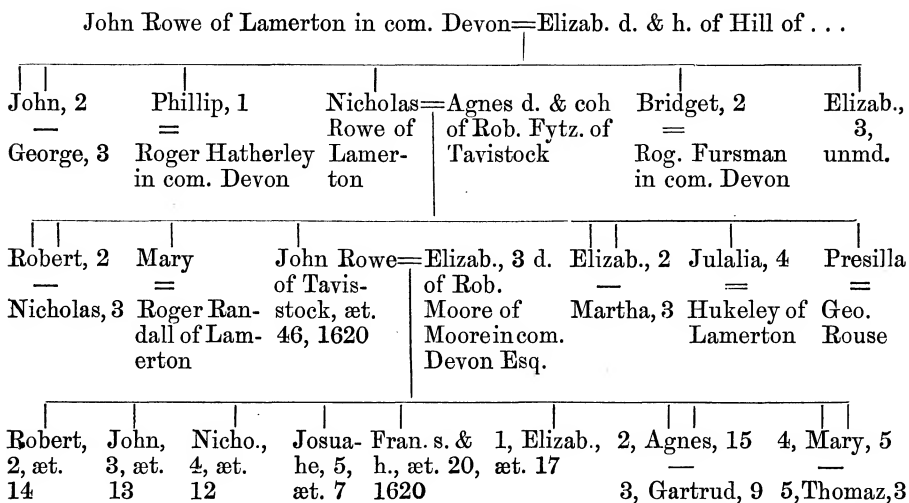 John Rowe of Lamerton in com. Devon=Elizab. d. & h. of Hill of . . .
John, 2
—
George, 3
Phillip, 1
=
Roger Hatherley
in com. Devon
Nicholas=Agnes d. & coh
Rowe of
Lamer-
ton
of Rob. Fytz. of
Tavistock
Bridget, 2
=
Rog. Fursman
in com. Devon
Elizab.,
3,
unmd.
Robert, 2
—
Nicholas, 3
Mary
=
Roger Ran-
dall of Lam-
erton
John Rowe=Elizab., 3 d.
of Tavis-
stock, æt.
46, 1620
of Rob.
Moore of
Moore in com.
Devon Esq.
Elizab., 2
—
Martha, 3
Julalia, 4
=
Hukeley of
Lamerton
Presilla
=
Geo.
Rouse
Robert,
2, æt.
14
John,
3, æt.
13
Nicho.,
4, æt.
12
Josua-
he, 5,
æt. 7
Fran. s. &
h., æt. 20,
1620
1, Elizab.,
æt. 17
2, Agnes, 15
—
3, Gartrud, 9
4, Mary, 5
—
5,Thomaz,3